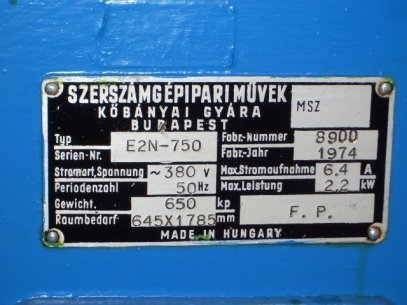 SZERSZÁMGÉPIPARI MŰVEK MSZ
KŐBÁNYAI GYÁRA
BUDAPEST
Typ E2N-750 Fabr.-Nummer 8900
Serien-Nr. Fabr.-Jahr 1974
Stromart, Spannung ~380 V Max.Stromaufnahme 6.4 A
Periodenzahl 50 Hz Max.Leistung 2,2 kW
Gewicht. 650 kp F. P.
Raumbedarf 645X1785 mm
MADE IN HUNGARY